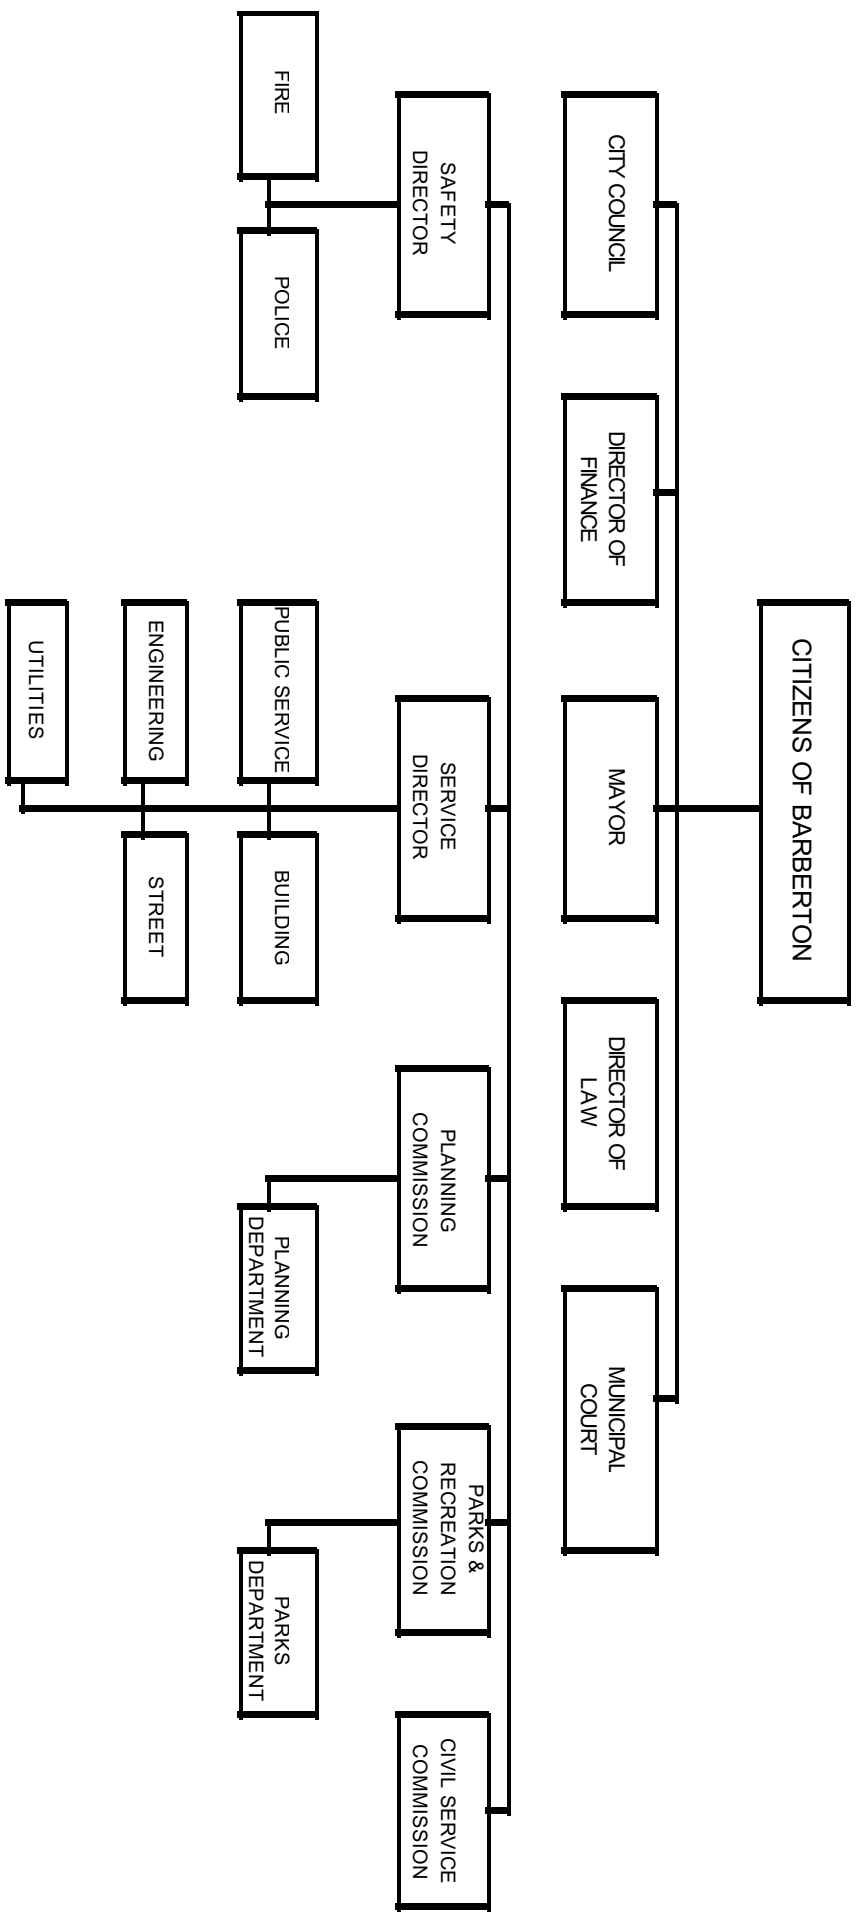 CITIZENS OF BARBERTON
CITY COUNCIL
DIRECTOR OF
FINANCE
MAYOR
DIRECTOR OF
LAW
MUNICIPAL
COURT
SAFETY
DIRECTOR
SERVICE
DIRECTOR
PLANNING
COMMISSION
PARKS &
RECREATION
COMMISSION
CIVIL SERVICE
COMMISSION
FIRE
POLICE
PUBLIC SERVICE
BUILDING
PLANNING
DEPARTMENT
PARKS
DEPARTMENT
ENGINEERING
STREET
UTILITIES